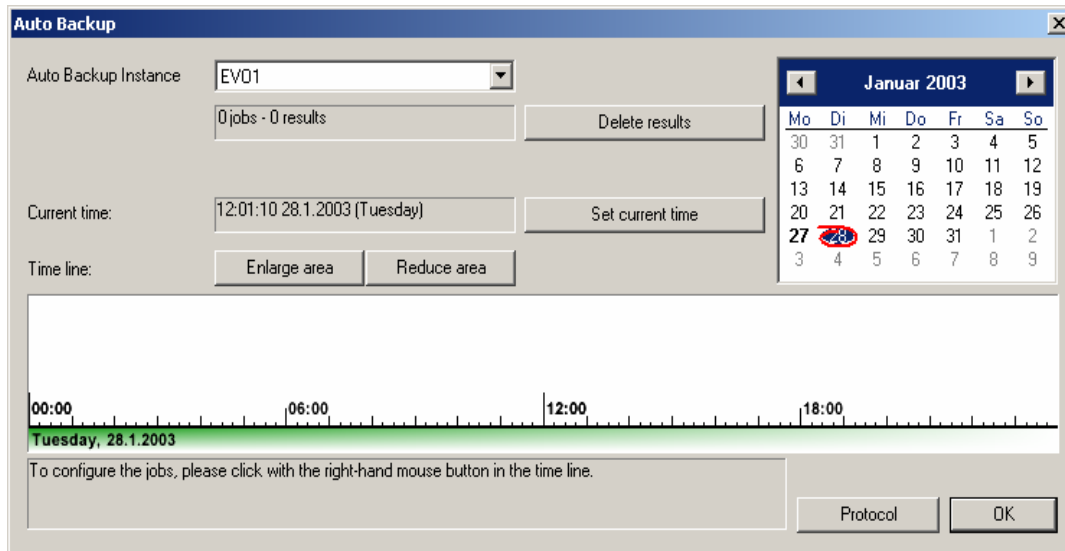 Auto Backup
Auto Backup Instance
EVO1
0 jobs - 0 results
Delete results
Current time:
12:01:10 28.1.2003 (Tuesday)
Set current time
Time line:
Enlarge area
Reduce area
Januar 2003
Mo Di Mi Do Fr Sa So
30 31 1 2 3 4 5
6 7 8 9 10 11 12
13 14 15 16 17 18 19
20 21 22 23 24 25 26
27 28 29 30 31 1 2
3 4 5 6 7 8 9
00:00 06:00 12:00 18:00
Tuesday, 28.1.2003
To configure the jobs, please click with the right-hand mouse button in the time line.
Protocol
OK